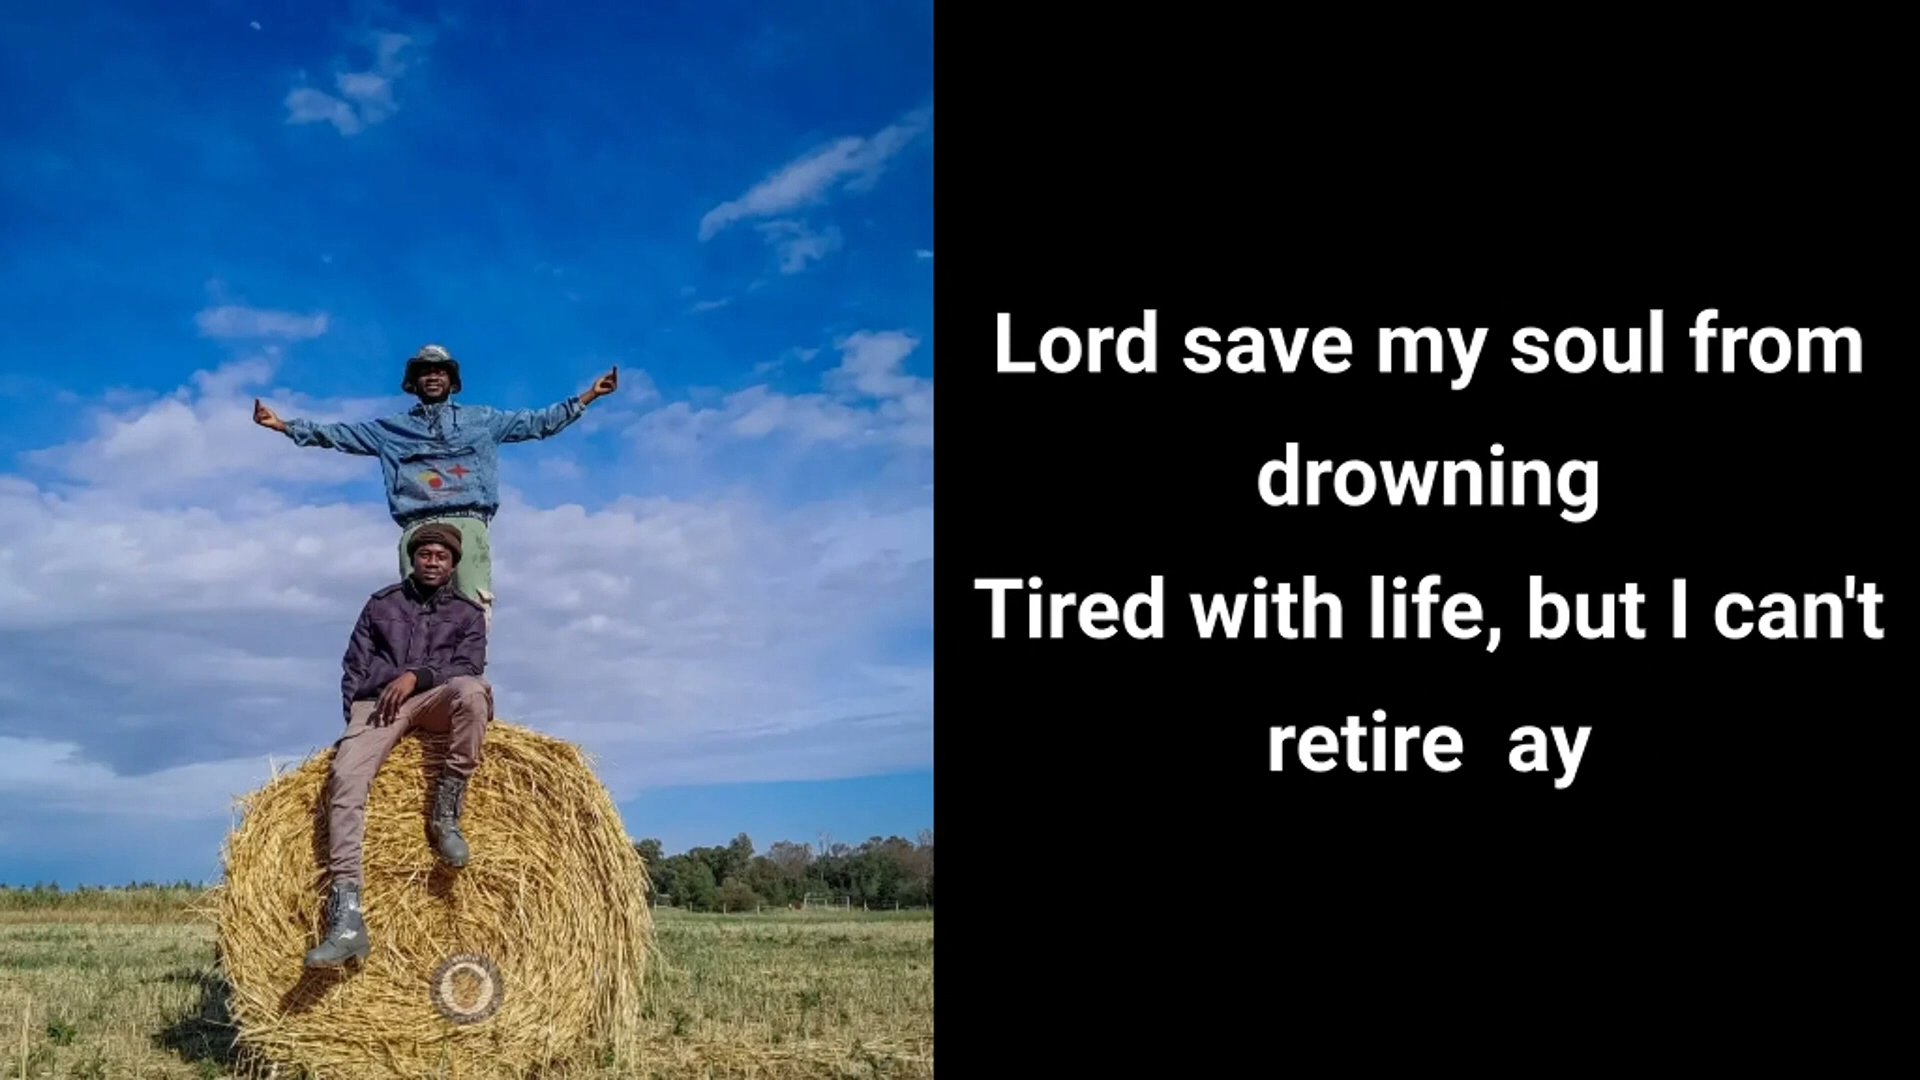 Lord save my soul from
drowning
Tired with life, but I can't
retire  ay